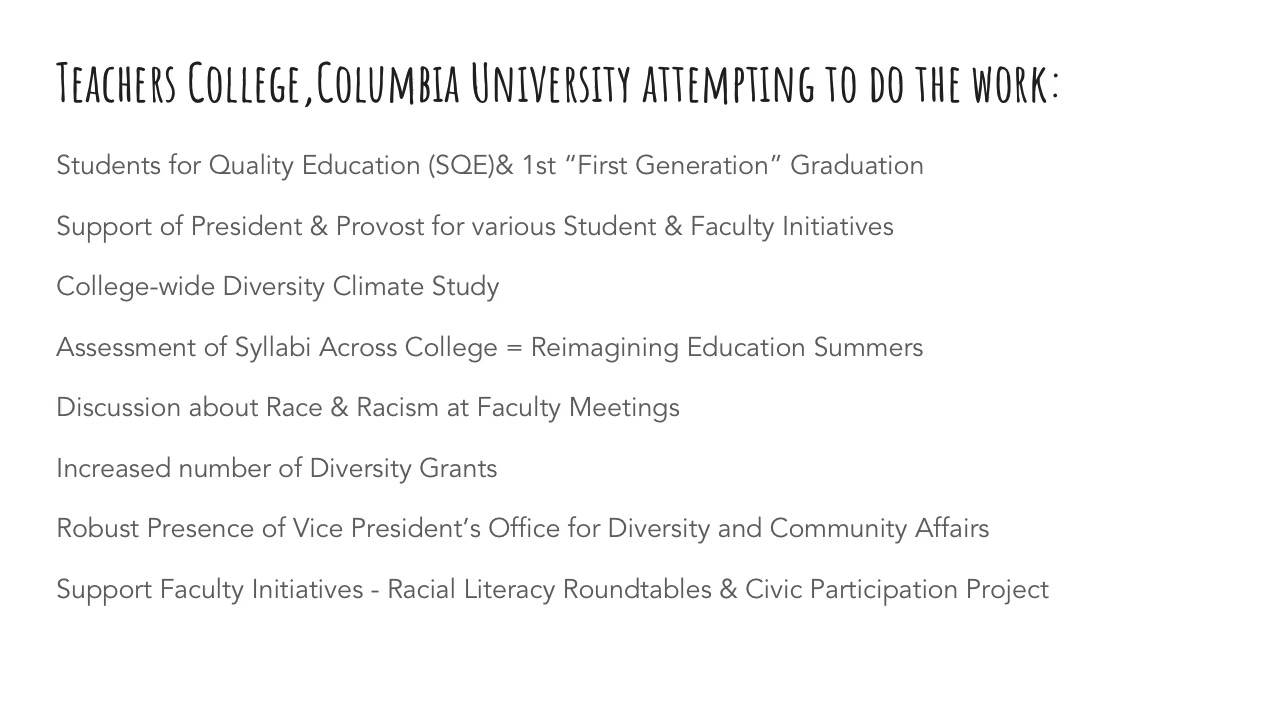 Teachers College,Columbia University attempting to do the work:
Students for Quality Education (SQE)& 1st “First Generation” Graduation
Support of President & Provost for various Student & Faculty Initiatives
College-wide Diversity Climate Study
Assessment of Syllabi Across College = Reimagining Education Summers
Discussion about Race & Racism at Faculty Meetings
Increased number of Diversity Grants
Robust Presence of Vice President’s Office for Diversity and Community Affairs
Support Faculty Initiatives - Racial Literacy Roundtables & Civic Participation Project